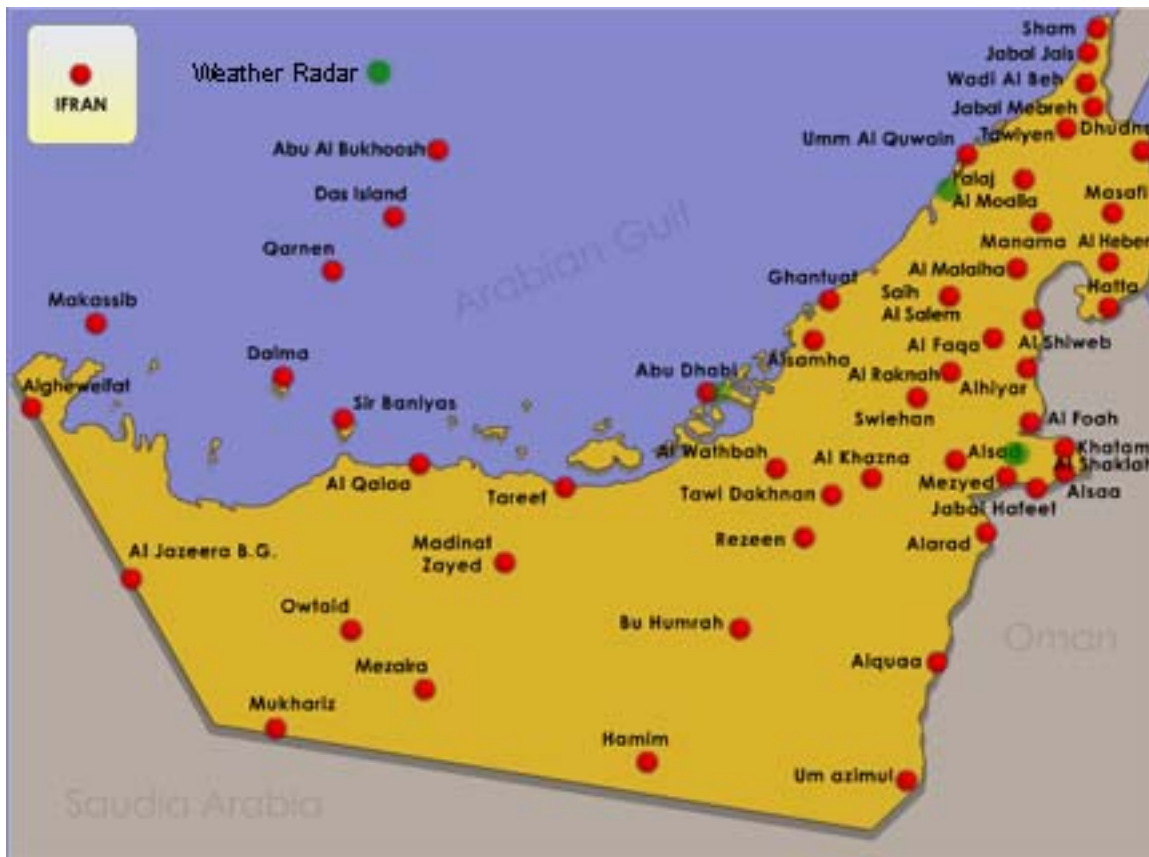 IFRAN
Weather Radar
Sham
Jabal Jais
Wadi Al Beh
Jabal Mebreh
Tawiyen
Dhudna
Umm Al Quwain
Abu Al Bukhoosh
Falaj
Al Moalla
Masafi
Das Island
Manama
Al Heben
Qarnen
Arabian Gulf
Ghantuat
Al Malaiha
Saih
Al Salem
Hatta
Makassib
Dalma
Alsamha
Al Faqa
Al Shiweb
Algheweifat
Sir Baniyas
Abu Dhabi
Al Raknah
Alhiyar
Swiehan
Al Foah
Al Wathbah
Al Khazna
Alsad
Khatam
Al Shaklah
Al Qalaa
Tareef
Tawi Dakhnan
Mezyed
Alsaa
Jabal Hafeet
Al Jazeera B.G.
Madinat
Zayed
Rezeen
Alarad
Owtaid
Bu Humrah
Oman
Mezaira
Alquaa
Mukhariz
Hamim
Um azimul
Saudia Arabia